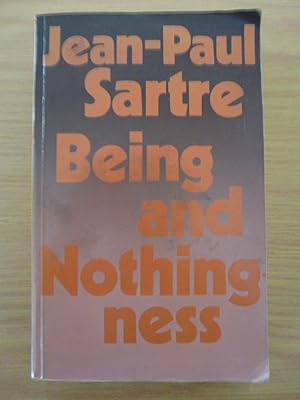 Jean-Paul
Sartre
Being
and
Nothing-
ness